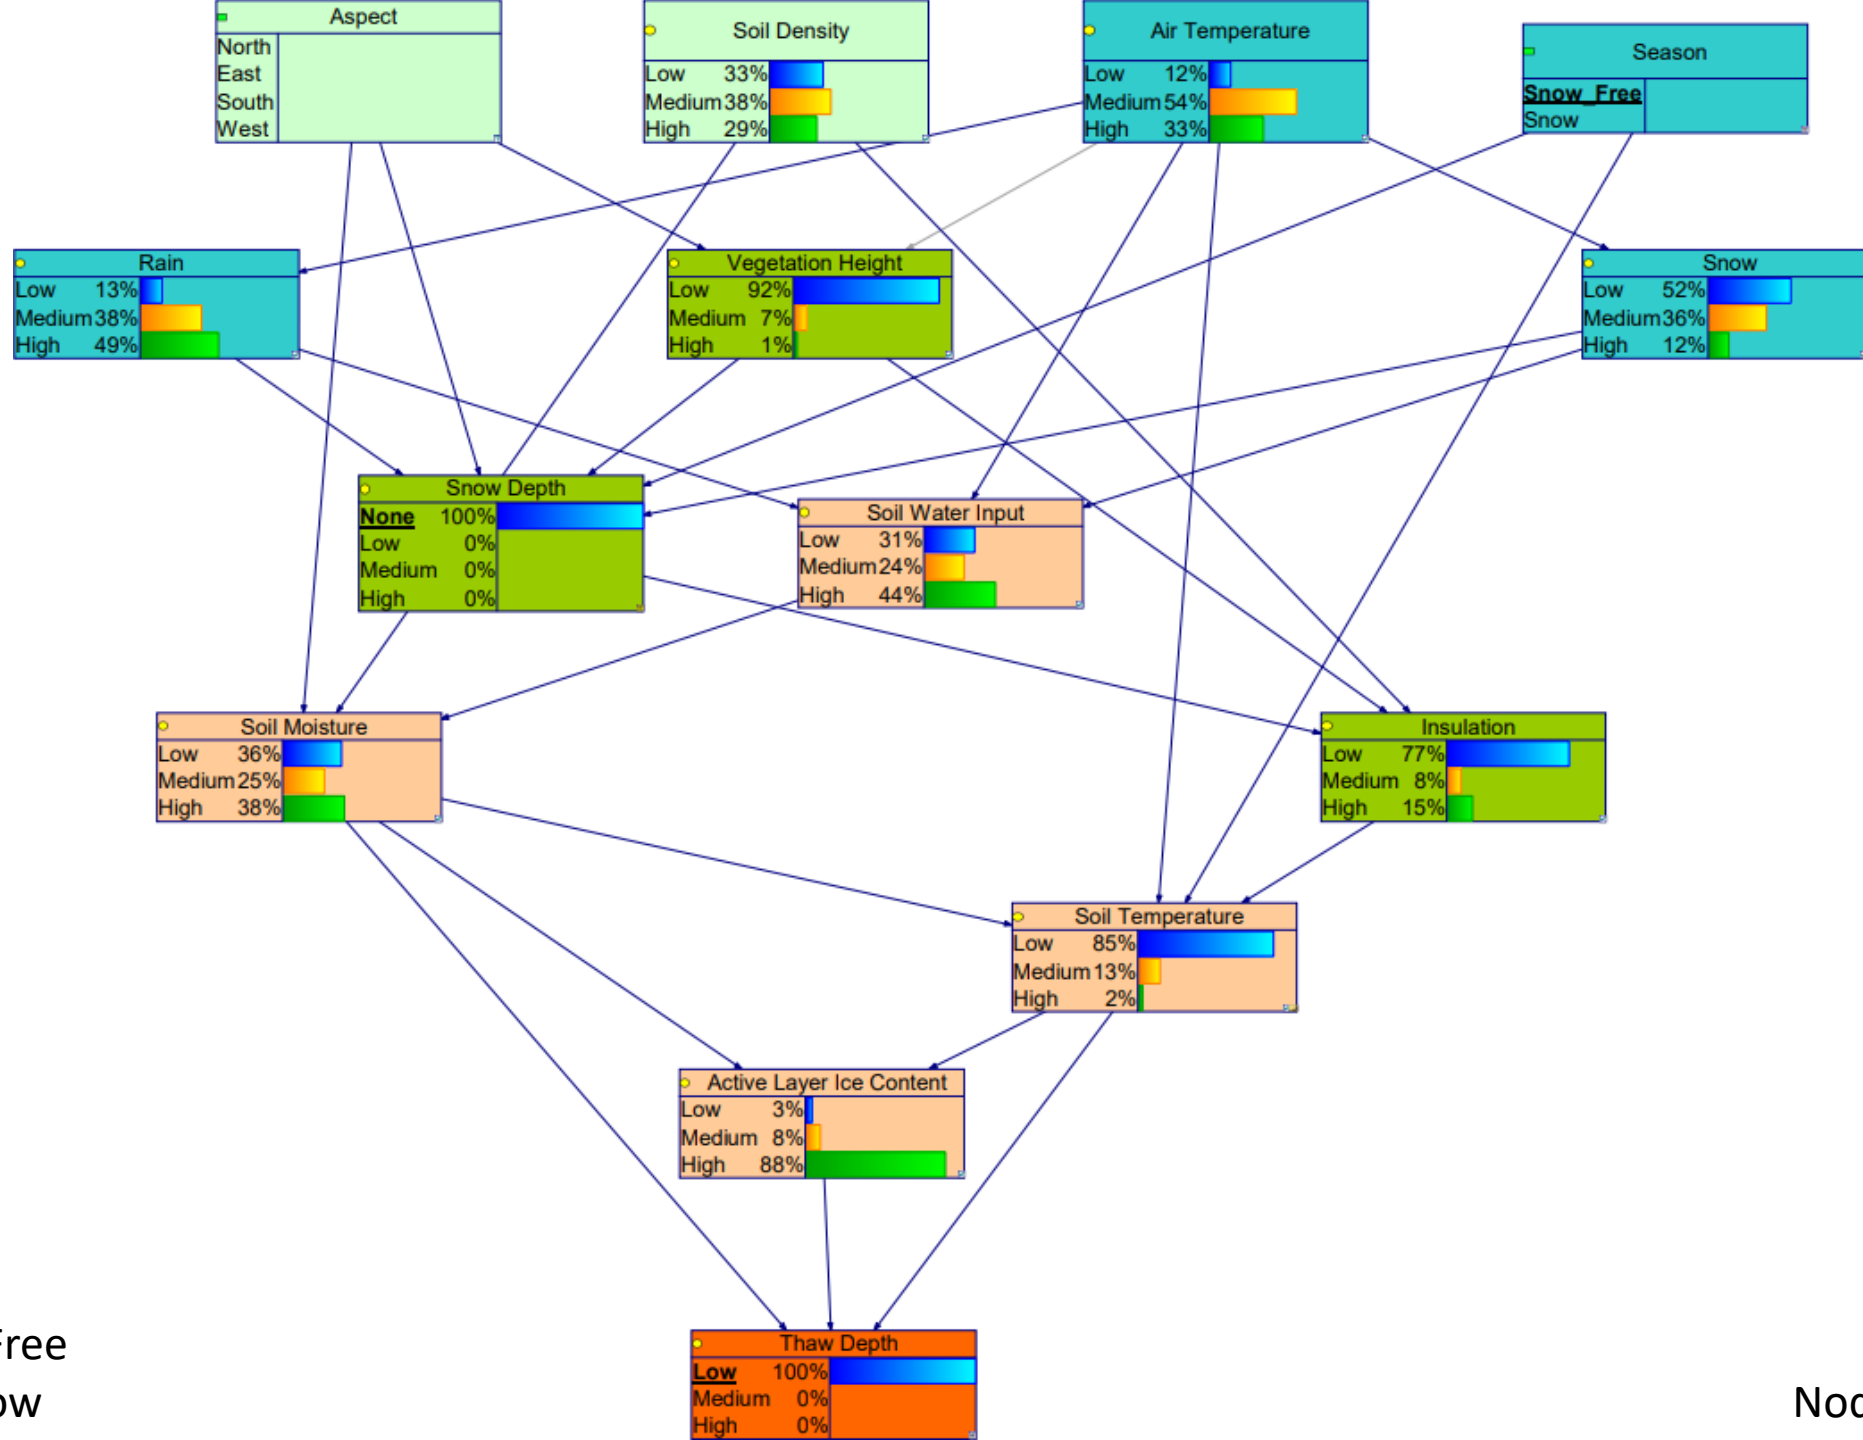 Aspect
North
East
South
West
Soil Density
Low 33%
Medium 38%
High 29%
Air Temperature
Low 12%
Medium 54%
High 33%
Season
Snow_Free
Snow
Rain
Low 13%
Medium 38%
High 49%
Vegetation Height
Low 92%
Medium 7%
High 1%
Snow
Low 52%
Medium 36%
High 12%
Snow Depth
None 100%
Low 0%
Medium 0%
High 0%
Soil Water Input
Low 31%
Medium 24%
High 44%
Soil Moisture
Low 36%
Medium 25%
High 38%
Insulation
Low 77%
Medium 8%
High 15%
Soil Temperature
Low 85%
Medium 13%
High 2%
Active Layer Ice Content
Low 3%
Medium 8%
High 88%
Thaw Depth
Low 100%
Medium 0%
High 0%